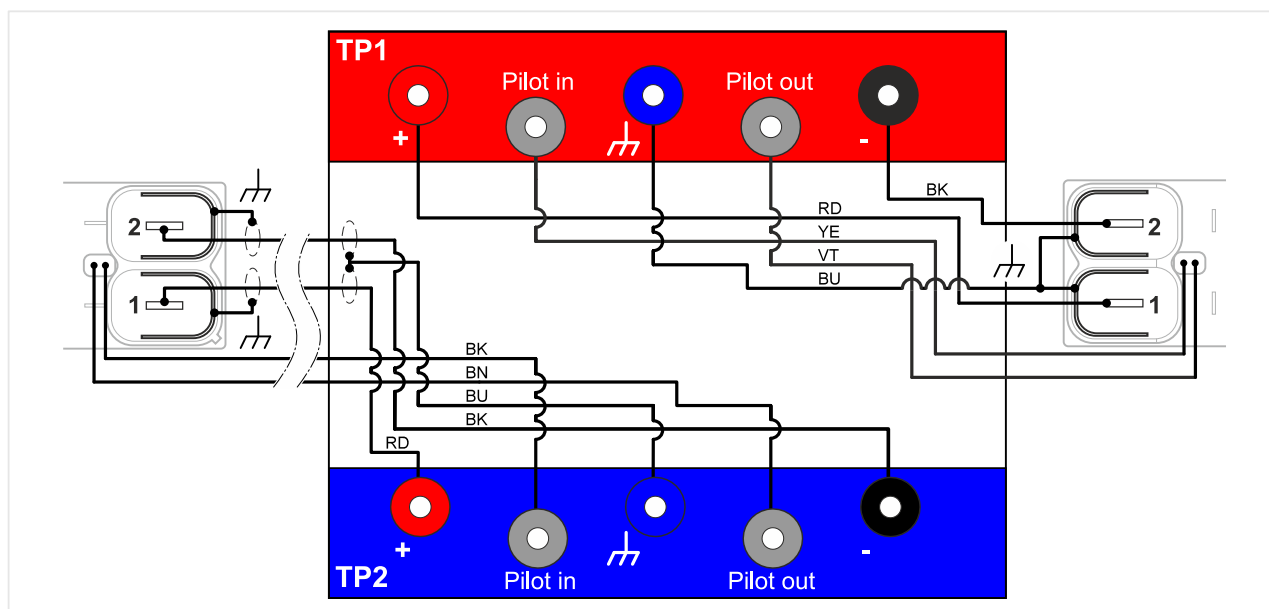 TP1
Pilot in
Pilot out
+
-
BK
RD
2
2
YE
VT
BU
1
1
BK
BN
BU
BK
RD
+
-
TP2
Pilot in
Pilot out